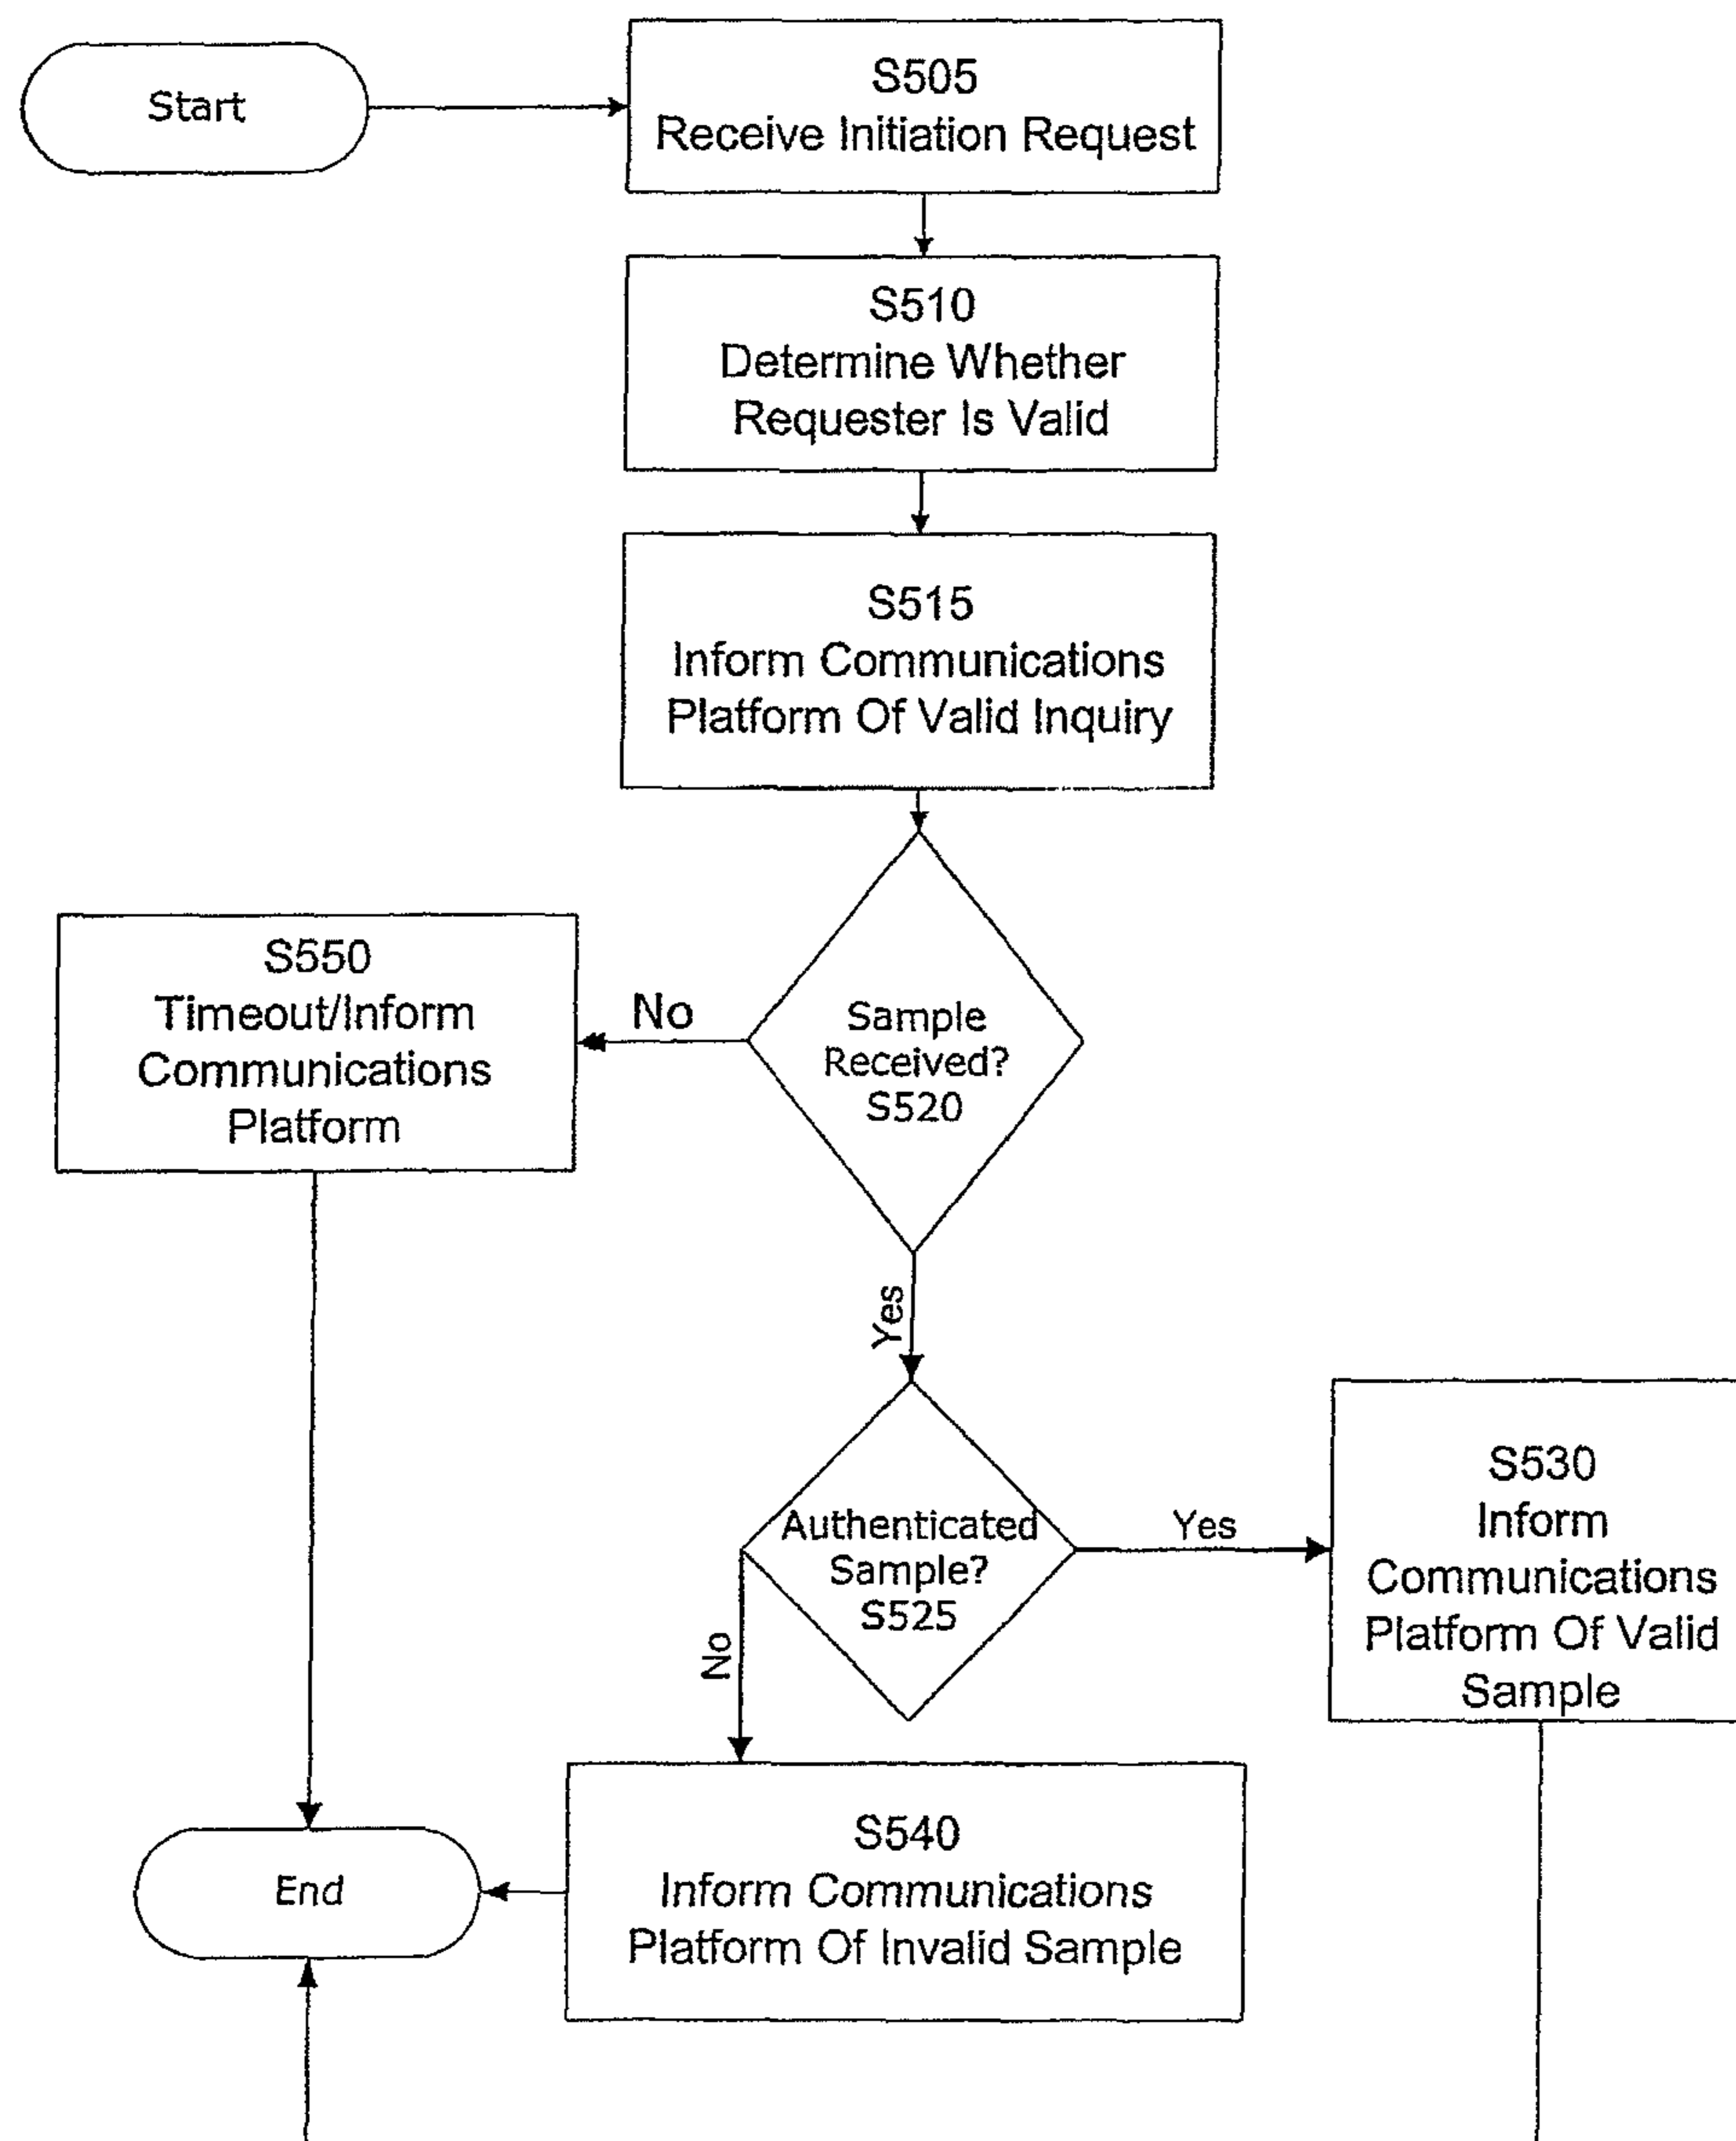 Start
S505
Receive Initiation Request
S510
Determine Whether
Requester Is Valid
S515
Inform Communications
Platform Of Valid Inquiry
S550
Timeout/Inform
Communications
Platform
No
Sample
Received?
S520
Yes
Authenticated
Sample?
S525
Yes
S530
Inform
Communications
Platform Of Valid
Sample
No
S540
Inform Communications
Platform Of Invalid Sample
End